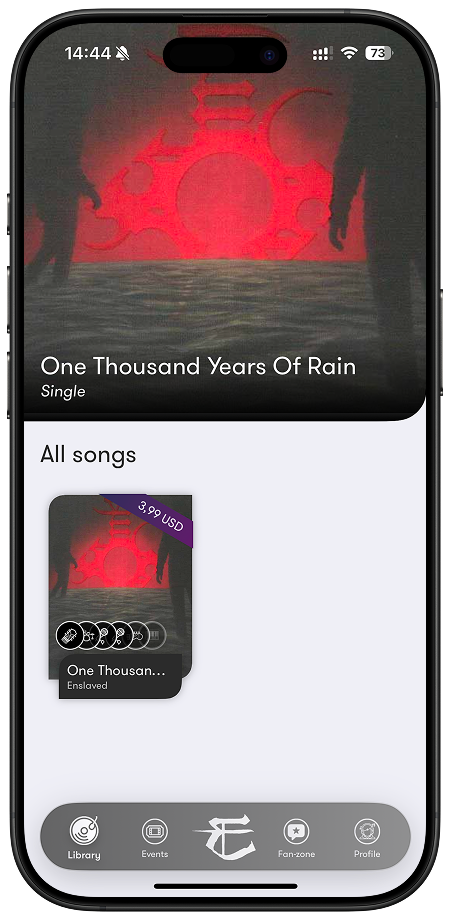 14:44
73
One Thousand Years Of Rain
Single
All songs
3,99 USD
One Thousan...
Enslaved
Library
Events
Fan-zone
Profile